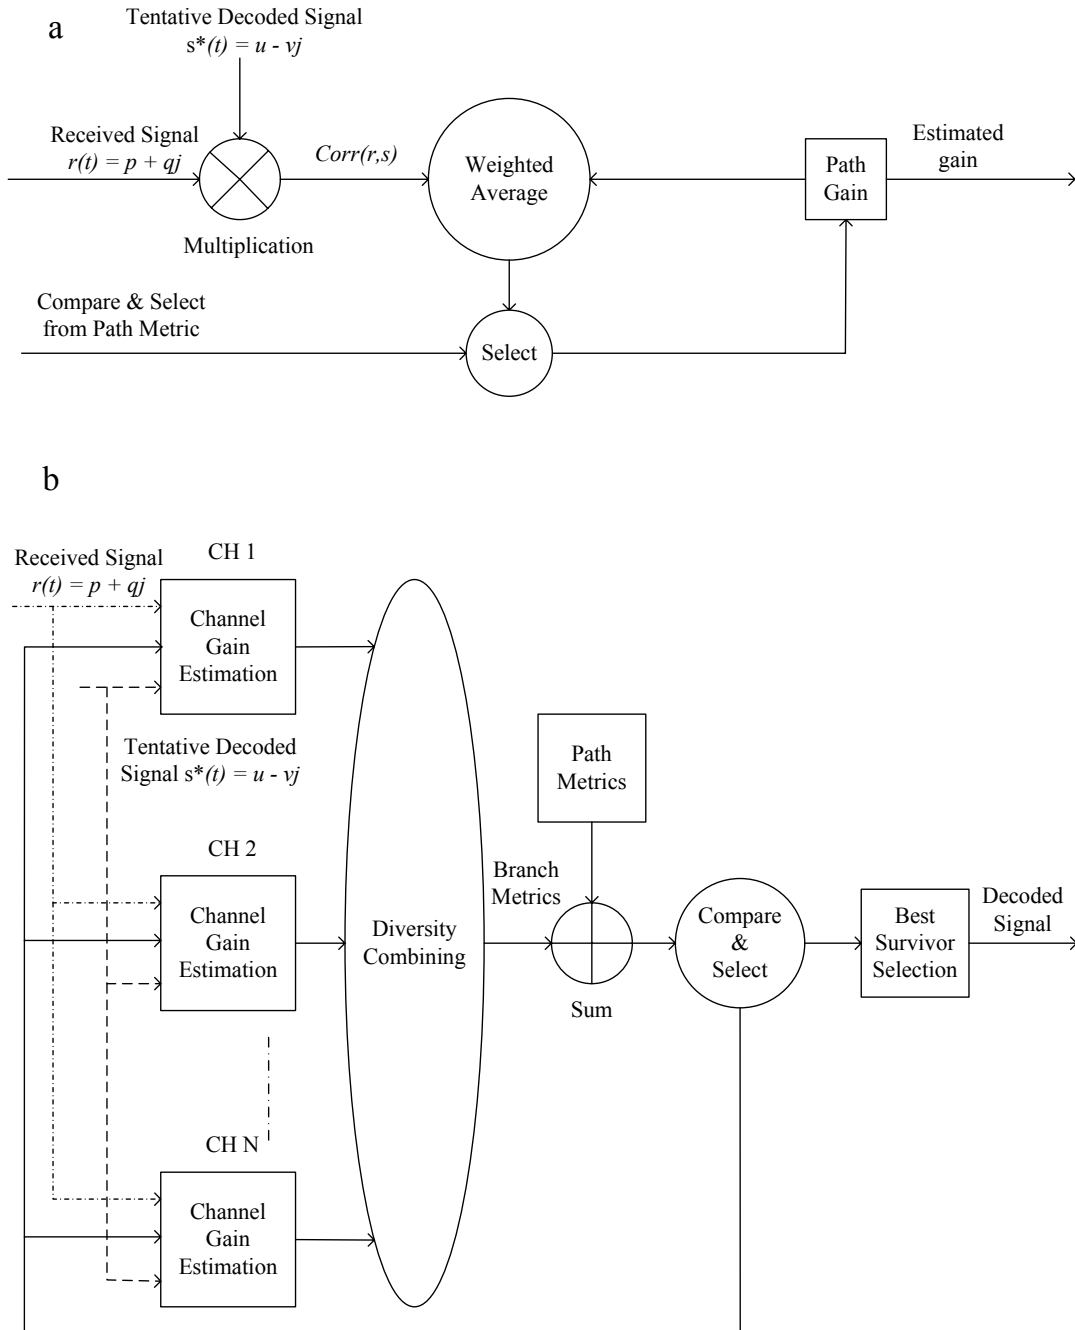 a
Tentative Decoded Signal
s*(t) = u - vj
Received Signal
r(t) = p + qj
Corr(r,s)
Multiplication
Weighted
Average
Path
Gain
Estimated
gain
Compare & Select
from Path Metric
Select
b
Received Signal
r(t) = p + qj
CH 1
Channel
Gain
Estimation
Tentative Decoded
Signal s*(t) = u - vj
CH 2
Channel
Gain
Estimation
CH N
Channel
Gain
Estimation
Diversity
Combining
Branch
Metrics
Path
Metrics
Sum
Compare
&
Select
Best
Survivor
Selection
Decoded
Signal